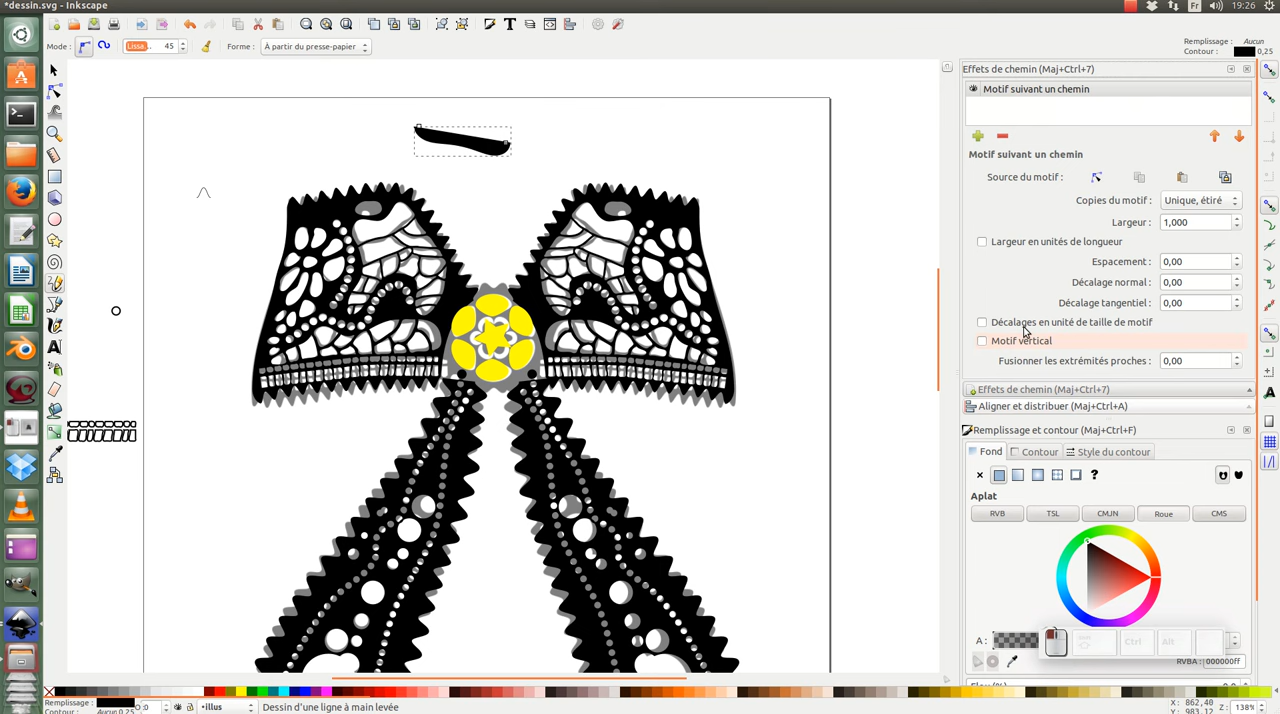 *dessin.svg - Inkscape
Fr
19:26
Mode :
Lissa...
45
Forme :
À partir du presse-papier
Remplissage : Aucun
Contour :
0,25
Effets de chemin (Maj+Ctrl+7)
Motif suivant un chemin
Motif suivant un chemin
Source du motif :
Copies du motif :
Unique, étiré
Largeur :
1,000
Largeur en unités de longueur
Espacement :
0,00
Décalage normal :
0,00
Décalage tangentiel :
0,00
Décalages en unité de taille de motif
Motif vertical
Fusionner les extrémités proches :
0,00
Effets de chemin (Maj+Ctrl+7)
Aligner et distribuer (Maj+Ctrl+A)
Remplissage et contour (Maj+Ctrl+F)
Fond
Contour
Style du contour
?
Aplat
RVB
TSL
CMJN
Roue
CMS
A :
Ctrl
Alt
RVBA :
000000ff
Remplissage :
Contour :
Aucun 0,25
O:
0
•illus
Dessin d'une ligne à main levée
X: 862,40
Y: 983,12
Z:
138%